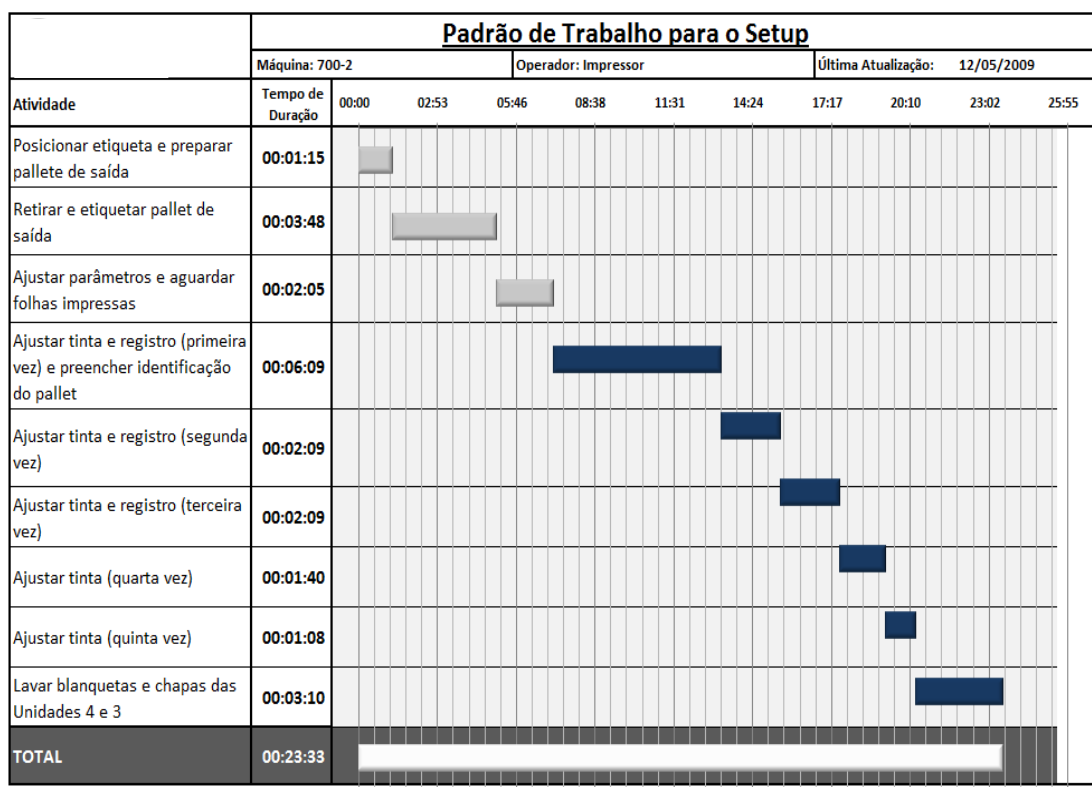 Padrão de Trabalho para o Setup
Máquina: 700-2 Operador: Impressor Última Atualização: 12/05/2009
Atividade Tempo de Duração 00:00 02:53 05:46 08:38 11:31 14:24 17:17 20:10 23:02 25:55
Posicionar etiqueta e preparar
pallete de saída
00:01:15
Retirar e etiquetar pallet de
saída
00:03:48
Ajustar parâmetros e aguardar
folhas impressas
00:02:05
Ajustar tinta e registro (primeira
vez) e preencher identificação
do pallet
00:06:09
Ajustar tinta e registro (segunda
vez)
00:02:09
Ajustar tinta e registro (terceira
vez)
00:02:09
Ajustar tinta (quarta vez)
00:01:40
Ajustar tinta (quinta vez)
00:01:08
Lavar blanquetas e chapas das
Unidades 4 e 3
00:03:10
TOTAL 00:23:33